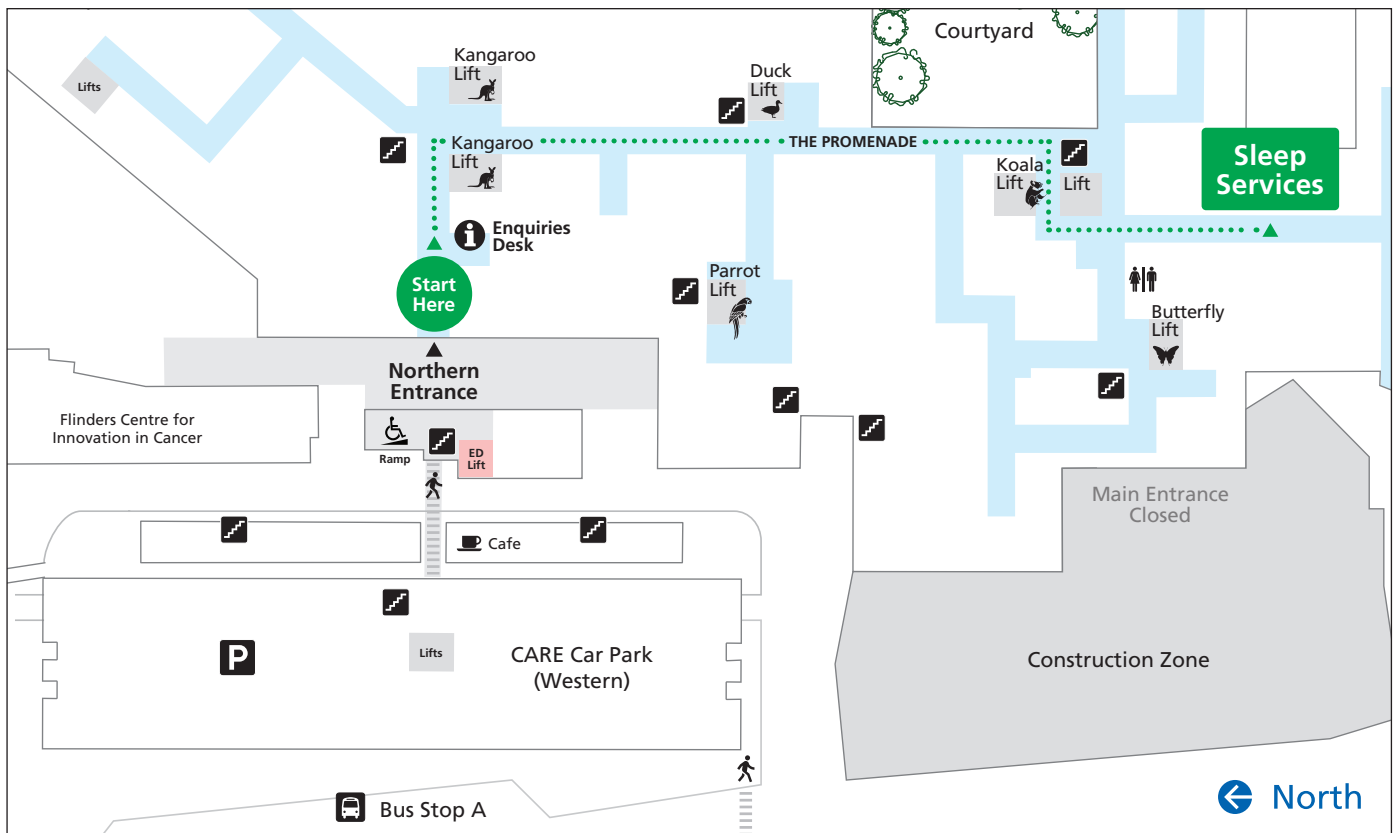 Courtyard
Kangaroo
Lift
Duck
Lift
Lifts
Kangaroo
Lift
THE PROMENADE
Koala
Lift
Lift
Sleep
Services
Enquiries
Desk
Start
Here
Parrot
Lift
Butterfly
Lift
Northern
Entrance
Flinders Centre for
Innovation in Cancer
Ramp
ED
Lift
Main Entrance
Closed
Cafe
P
Lifts
CARE Car Park
(Western)
Construction Zone
Bus Stop A
North